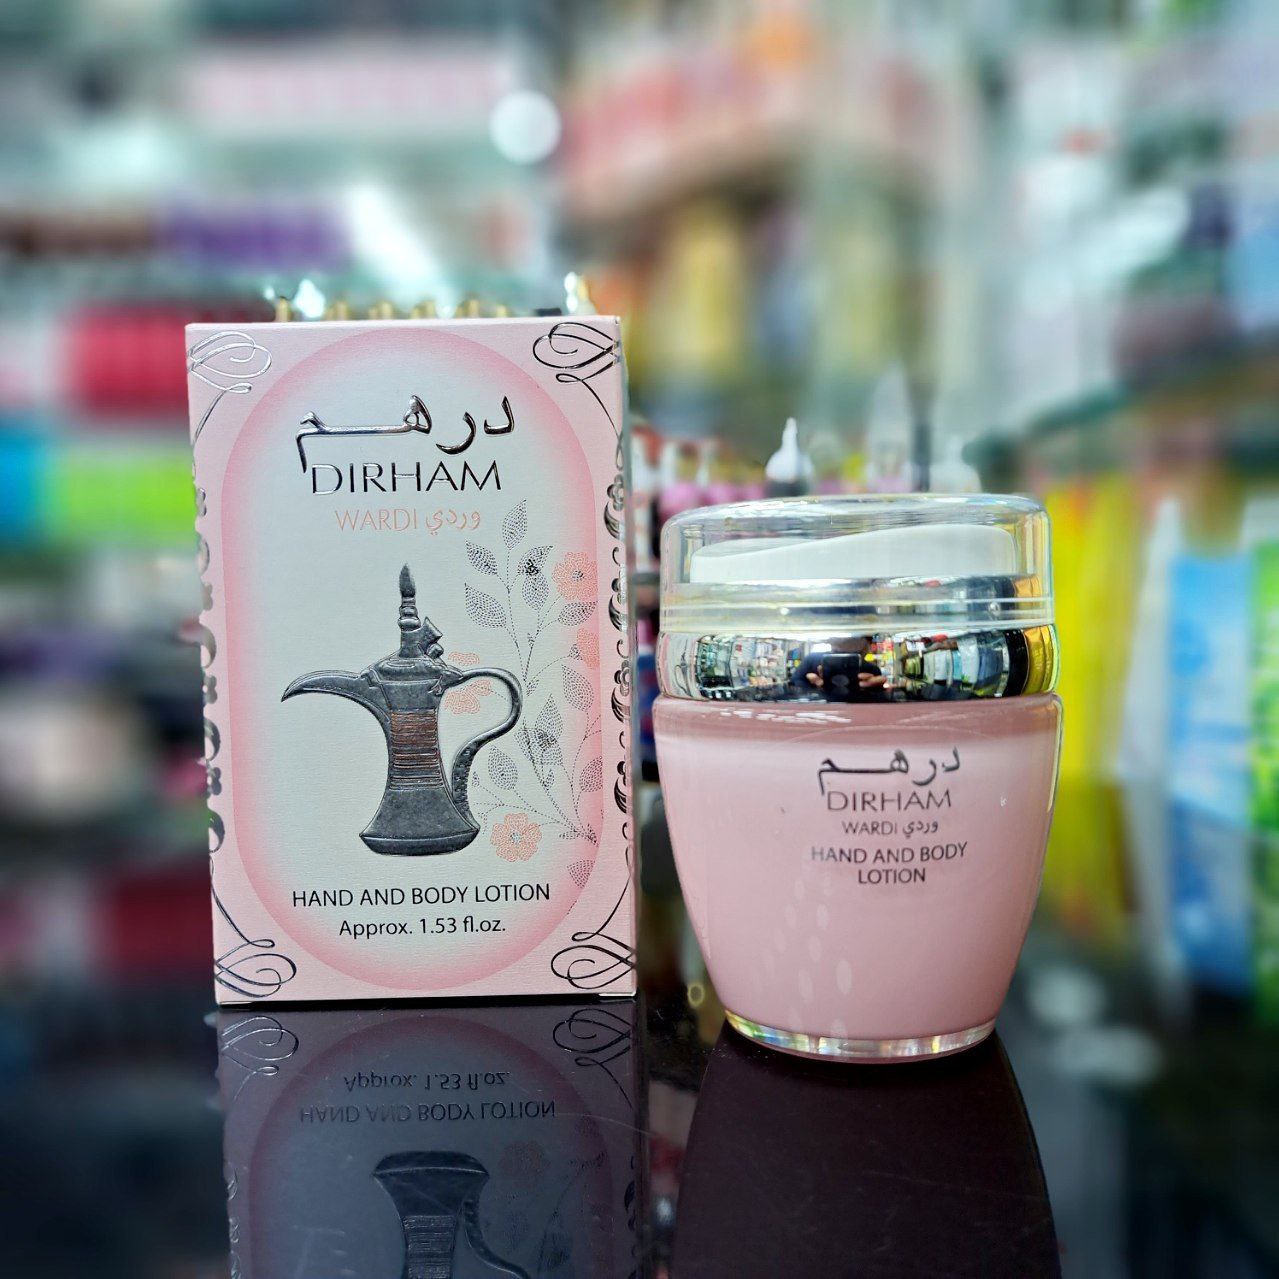 درهم
DIRHAM
WARDI وردي
HAND AND BODY LOTION
Approx. 1.53 fl.oz.
درهم
DIRHAM
WARDI وردي
HAND AND BODY
LOTION